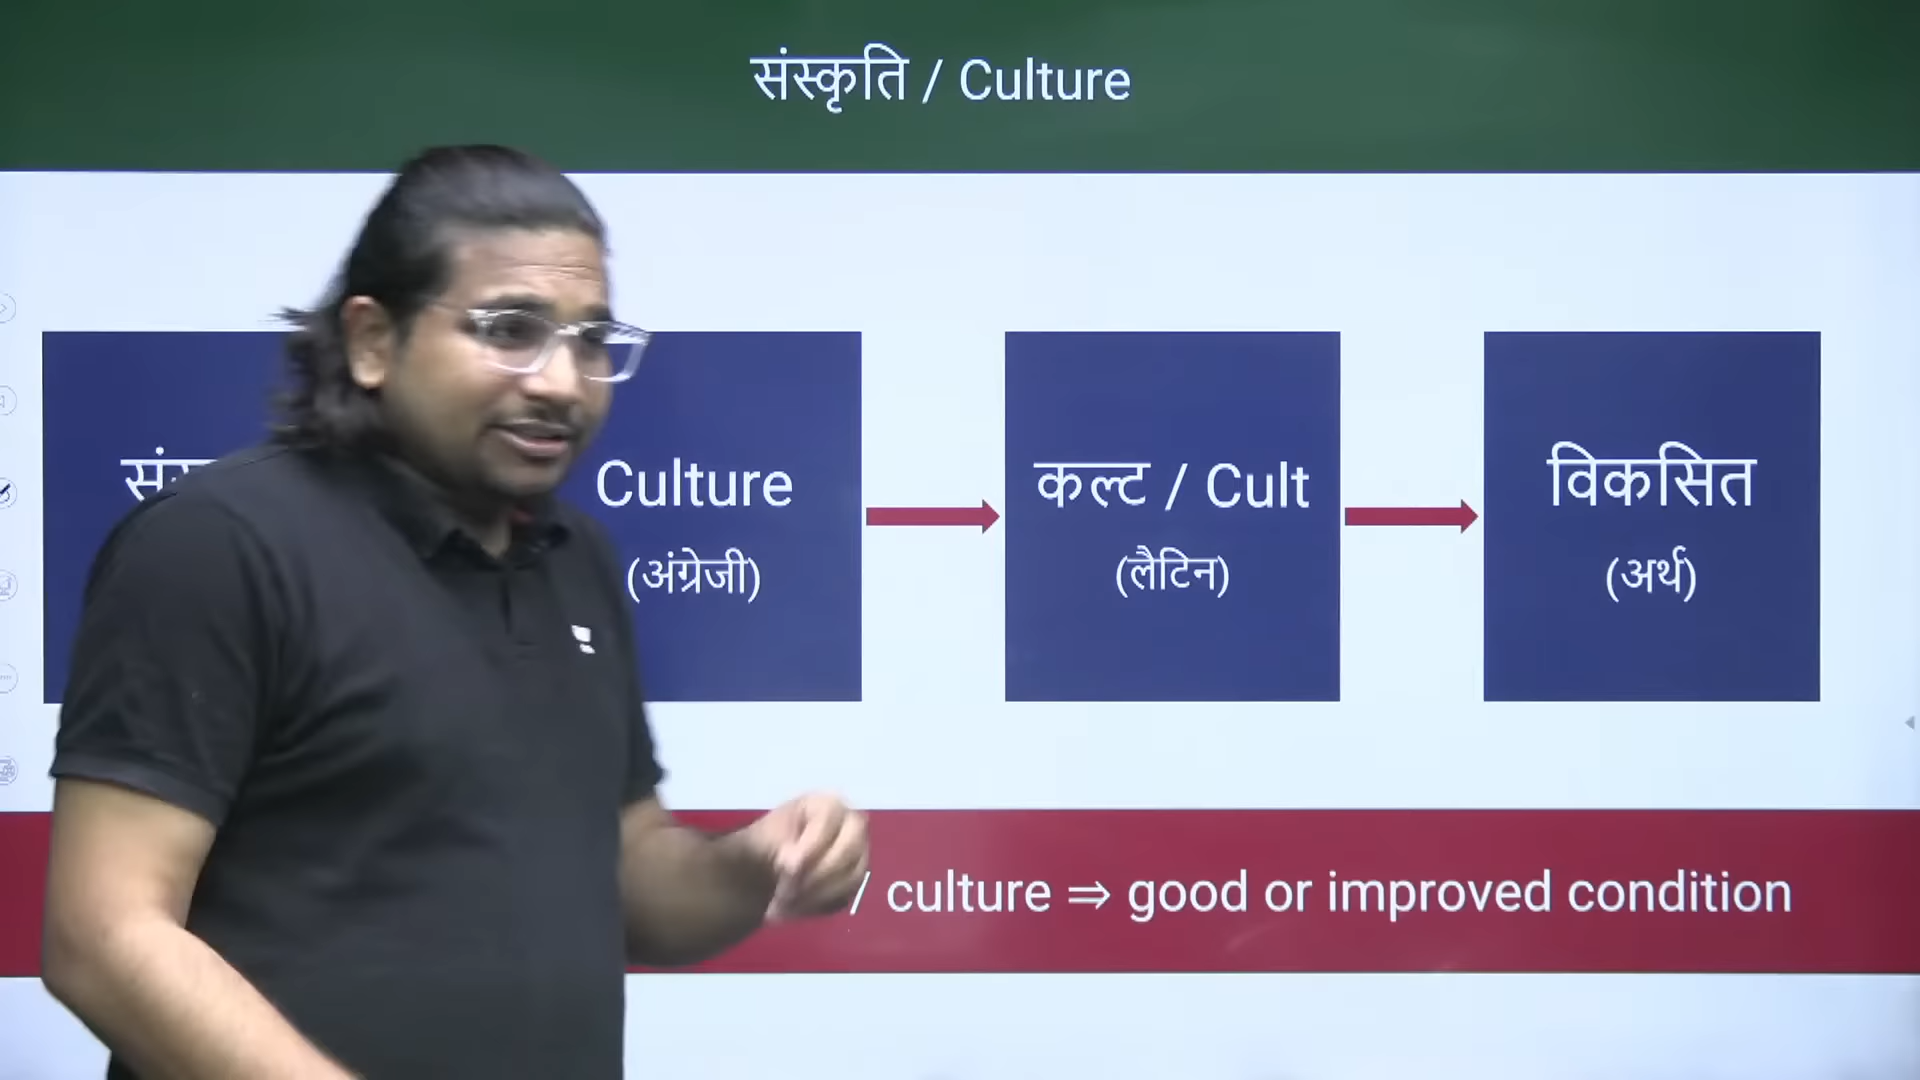 संस्कृति / Culture
Culture
(अंग्रेजी)
कल्ट / Cult
(लैटिन)
विकसित
(अर्थ)
/ culture ⇒ good or improved condition